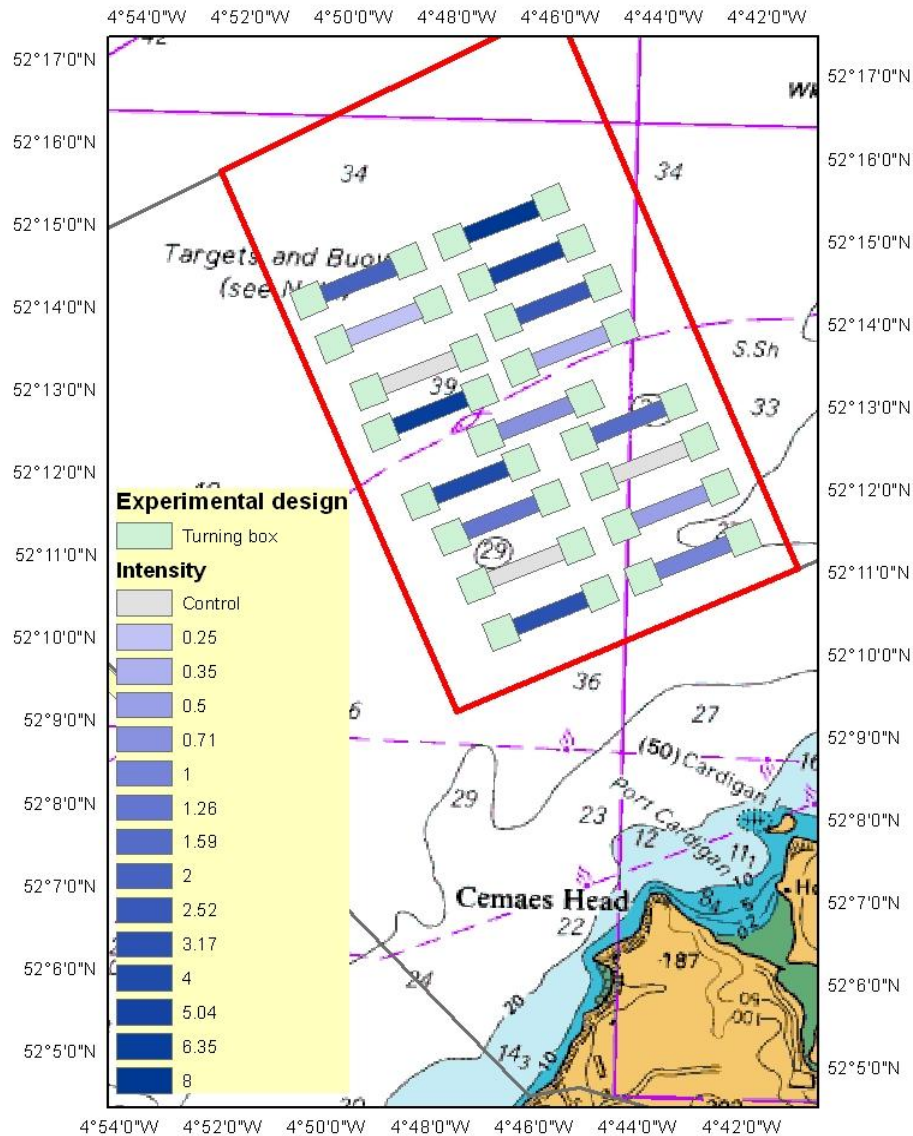 4°54'0"W 4°52'0"W 4°50'0"W 4°48'0"W 4°46'0"W 4°44'0"W 4°42'0"W
42
52°17'0"N 52°17'0"N
52°16'0"N 52°16'0"N
34 34
52°15'0"N 52°15'0"N
Targets and
(see
52°14'0"N 52°14'0"N
S.Sh
52°13'0"N 52°13'0"N
39 33
52°12'0"N 52°12'0"N
Experimental design
Turning box
29
52°11'0"N 52°11'0"N
Intensity
Control
0.25
52°10'0"N 52°10'0"N
0.35
36
0.5
27
52°9'0"N 52°9'0"N
6
0.71
(50) Cardigan
1
Port Cardigan
29
1.26
23
12
11₁
52°8'0"N 52°8'0"N
1.59
10
2
52°7'0"N 52°7'0"N
Cemaes Head
22
2.52
187
3.17
52°6'0"N 52°6'0"N
24
4
20
5.04
50
100
52°5'0"N 52°5'0"N
6.35
14₃
10
8
4°54'0"W 4°52'0"W 4°50'0"W 4°48'0"W 4°46'0"W 4°44'0"W 4°42'0"W